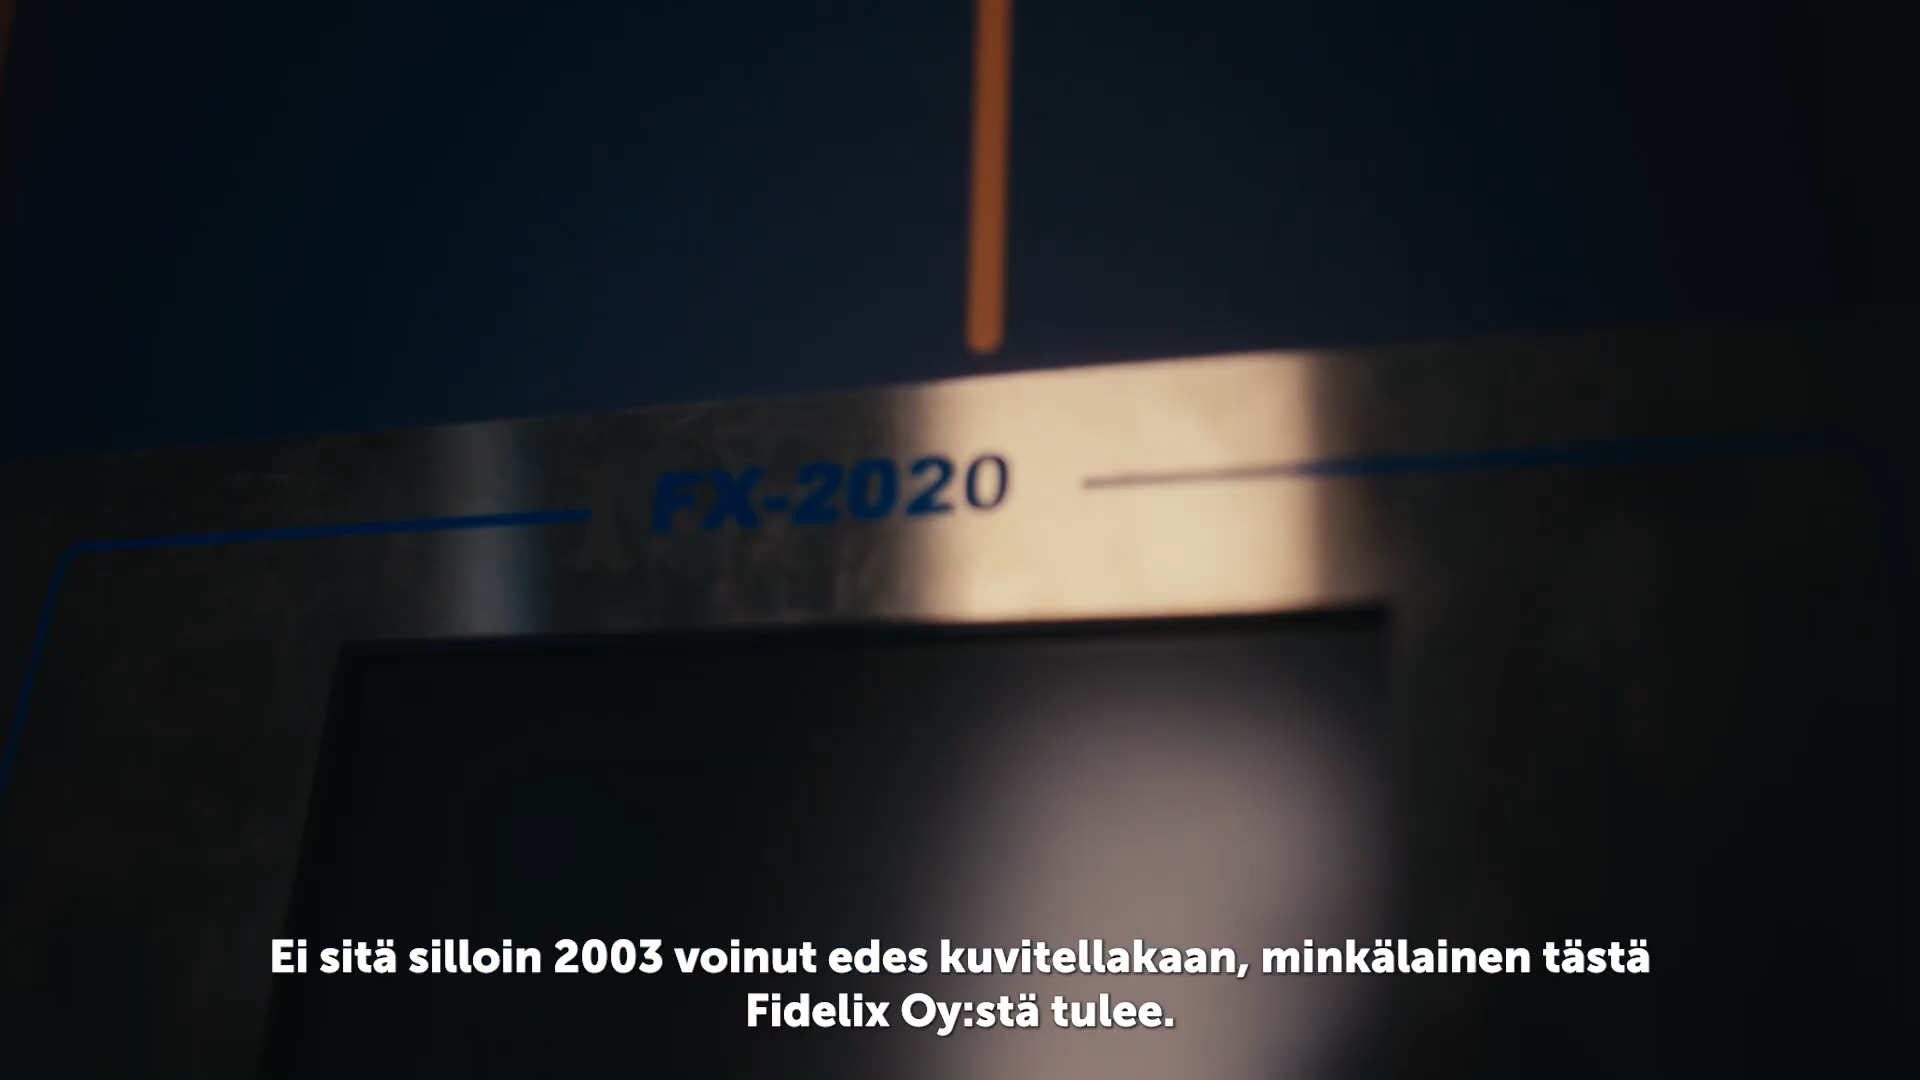 FX-2020
Ei sitä silloin 2003 voinut edes kuvitellakaan, minkälainen tästä
Fidelix Oy:stä tulee.